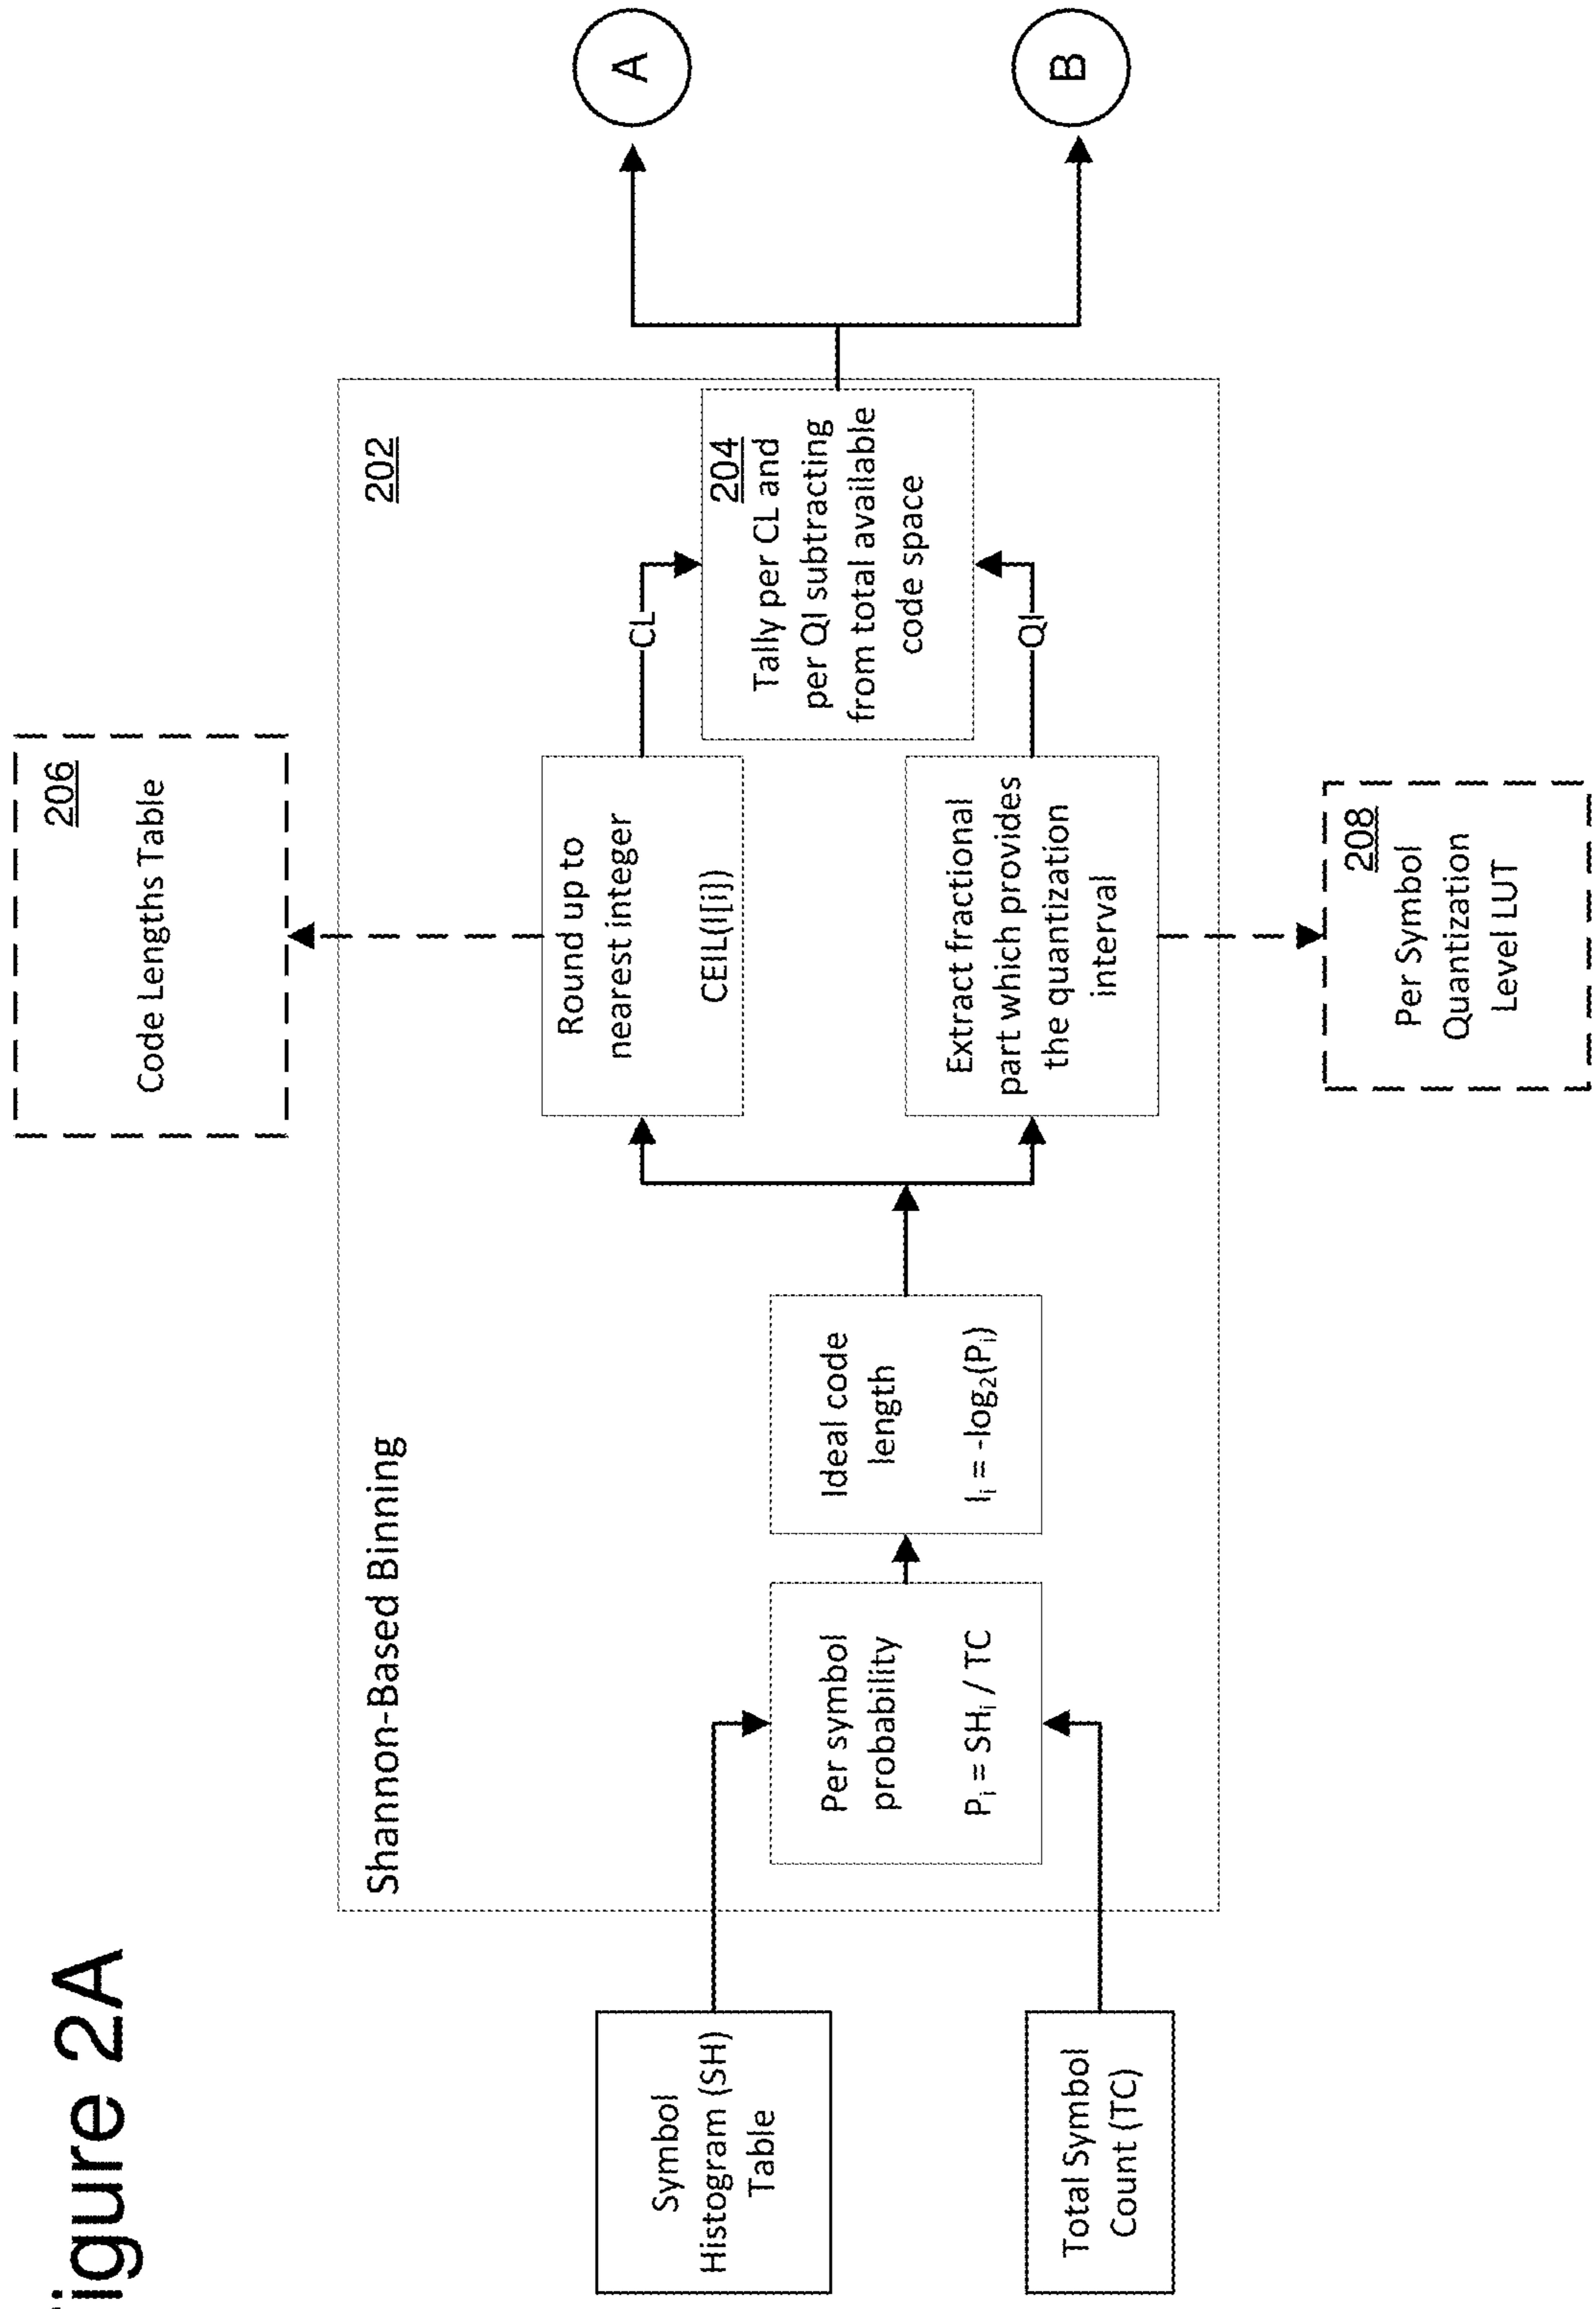 igure 2A
Symbol
Histogram (SH)
Table
Total Symbol
Count (TC)
Shannon-Based Binning
202
Per symbol
probability
Pᵢ = SHᵢ / TC
Ideal code
length
Iᵢ = -log₂(Pᵢ)
Round up to
nearest integer
CEIL(I[i])
Extract fractional
part which provides
the quantization
interval
CL
QI
204
Tally per CL and
per QI subtracting
from total available
code space
206
Code Lengths Table
208
Per Symbol
Quantization
Level LUT
A
B